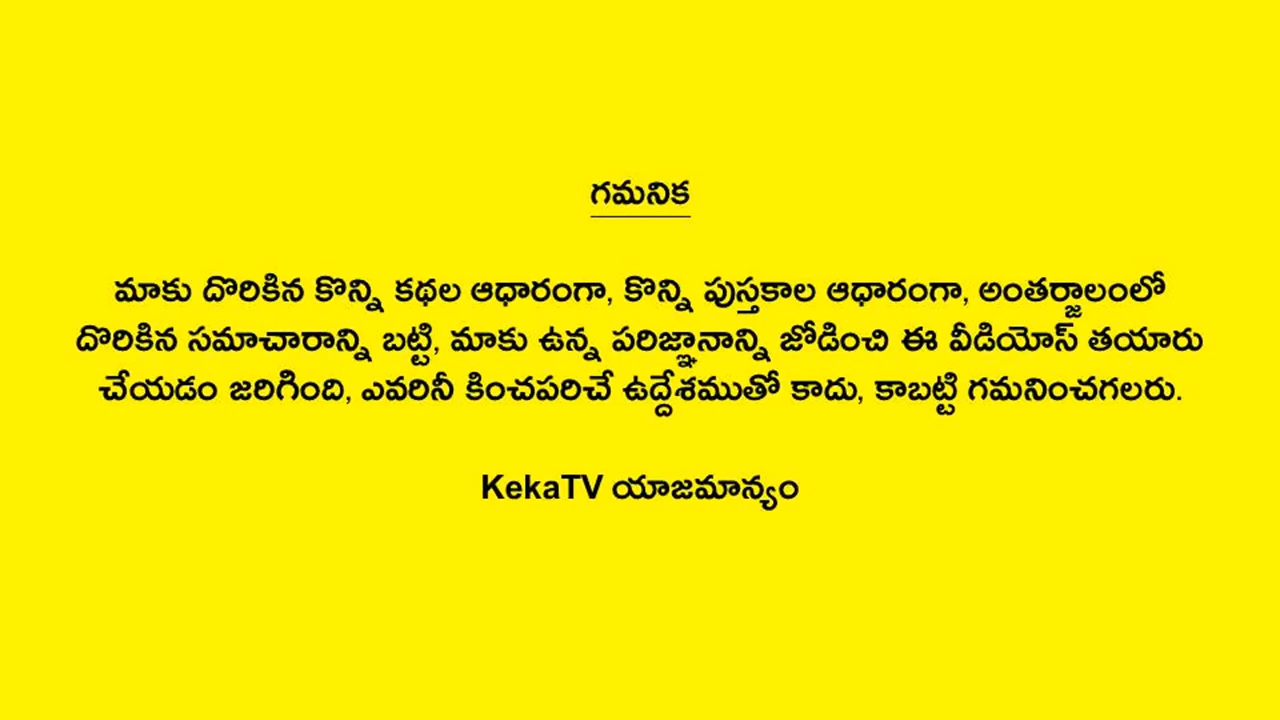 గమనిక
మాకు దొరికిన కొన్ని కథల ఆధారంగా, కొన్ని పుస్తకాల ఆధారంగా, అంతర్జాలంలో
దొరికిన సమాచారాన్ని బట్టి, మాకు ఉన్న పరిజ్ఞానాన్ని జోడించి ఈ వీడియోస్ తయారు
చేయడం జరిగింది, ఎవరినీ కించపరిచే ఉద్దేశముతో కాదు, కాబట్టి గమనించగలరు.
KekaTV యాజమాన్యం